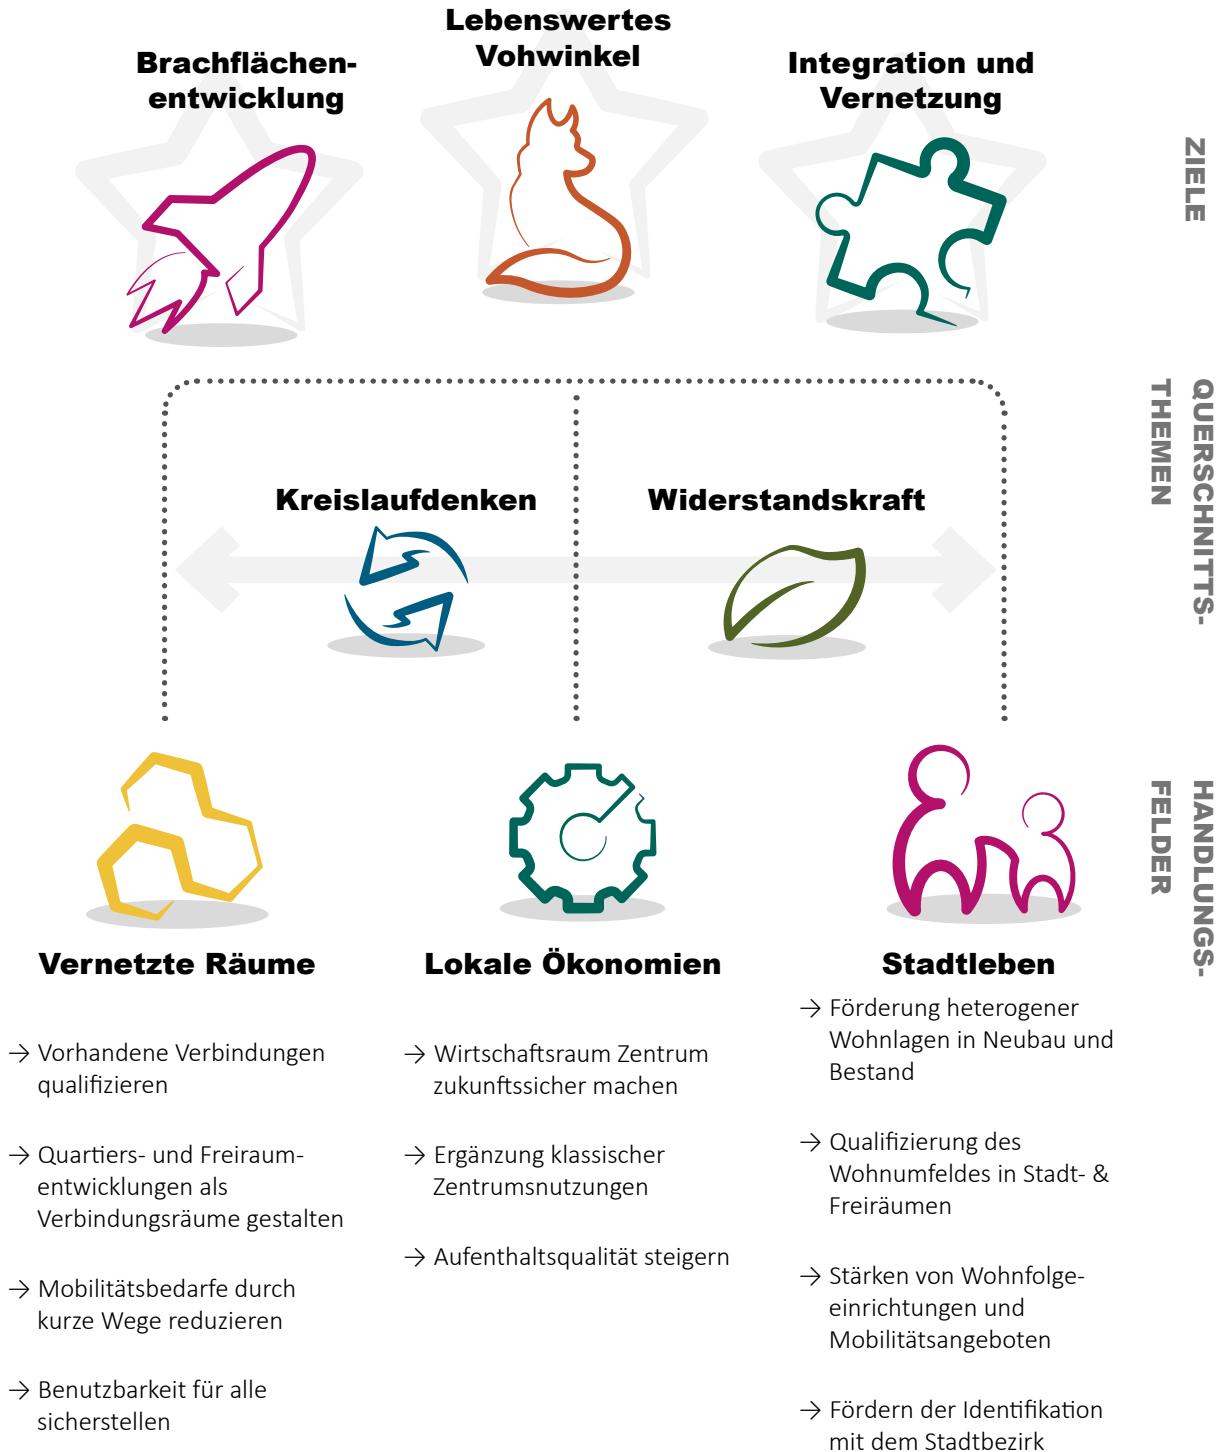 Brachflächen-
entwicklung
Lebenswertes
Vohwinkel
Integration und
Vernetzung
ZIELE
QUERSCHNITTS-
THEMEN
Kreislaufdenken
Widerstandskraft
HANDLUNGS-
FELDER
Vernetzte Räume
→ Vorhandene Verbindungen
qualifizieren
→ Quartiers- und Freiraum-
entwicklungen als
Verbindungsräume gestalten
→ Mobilitätsbedarfe durch
kurze Wege reduzieren
→ Benutzbarkeit für alle
sicherstellen
Lokale Ökonomien
→ Wirtschaftsraum Zentrum
zukunftssicher machen
→ Ergänzung klassischer
Zentrumsnutzungen
→ Aufenthaltsqualität steigern
Stadtleben
→ Förderung heterogener
Wohnlagen in Neubau und
Bestand
→ Qualifizierung des
Wohnumfeldes in Stadt- &
Freiräumen
→ Stärken von Wohnfolge-
einrichtungen und
Mobilitätsangeboten
→ Fördern der Identifikation
mit dem Stadtbezirk